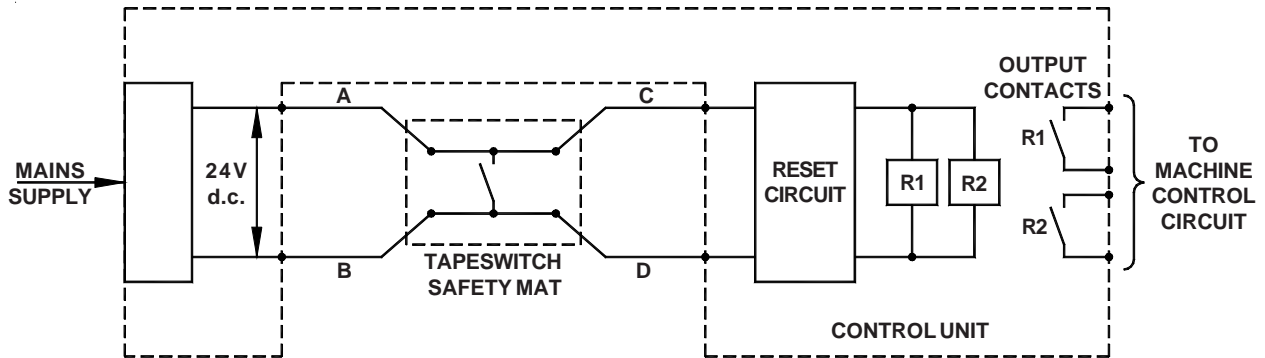 MAINS
SUPPLY
24V
d.c.
A
B
TAPESWITCH
SAFETY MAT
C
D
RESET
CIRCUIT
R1
R2
OUTPUT
CONTACTS
R1
R2
TO
MACHINE
CONTROL
CIRCUIT
CONTROL UNIT